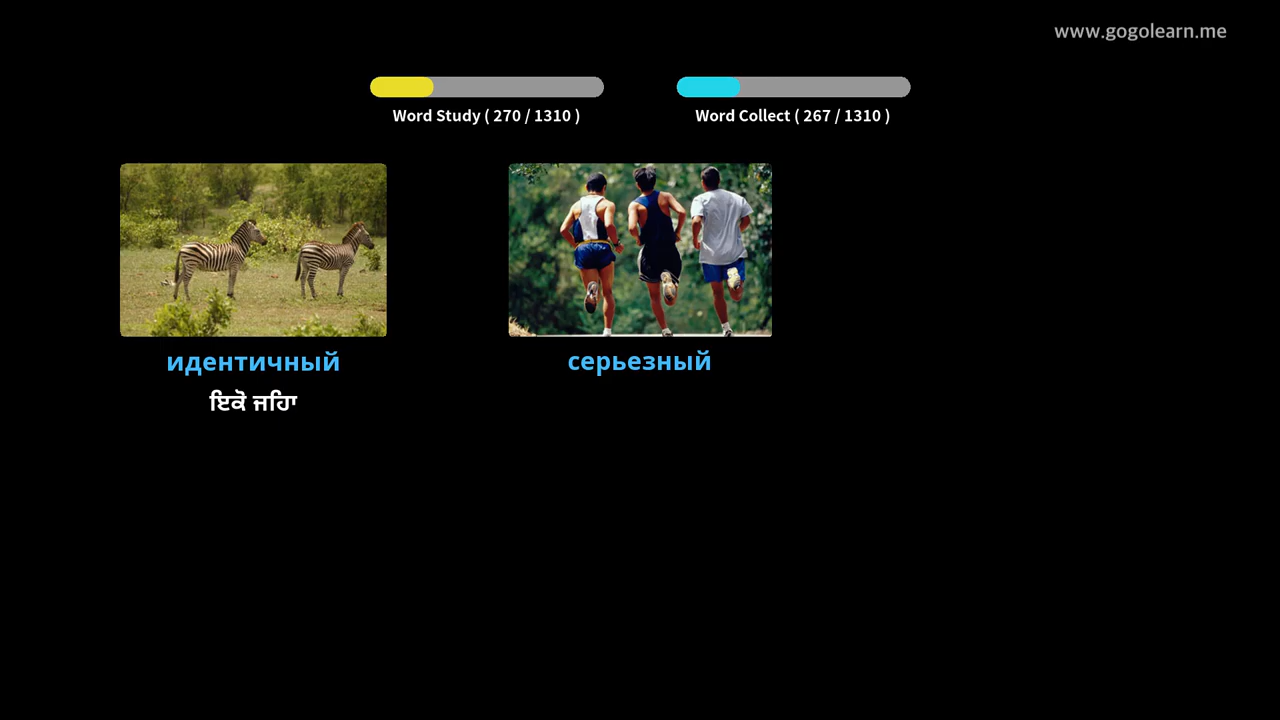 www.gogolearn.me
Word Study ( 270 / 1310 )
Word Collect ( 267 / 1310 )
идентичный
серьезный
ਇਕੋ ਜਹਿਾ